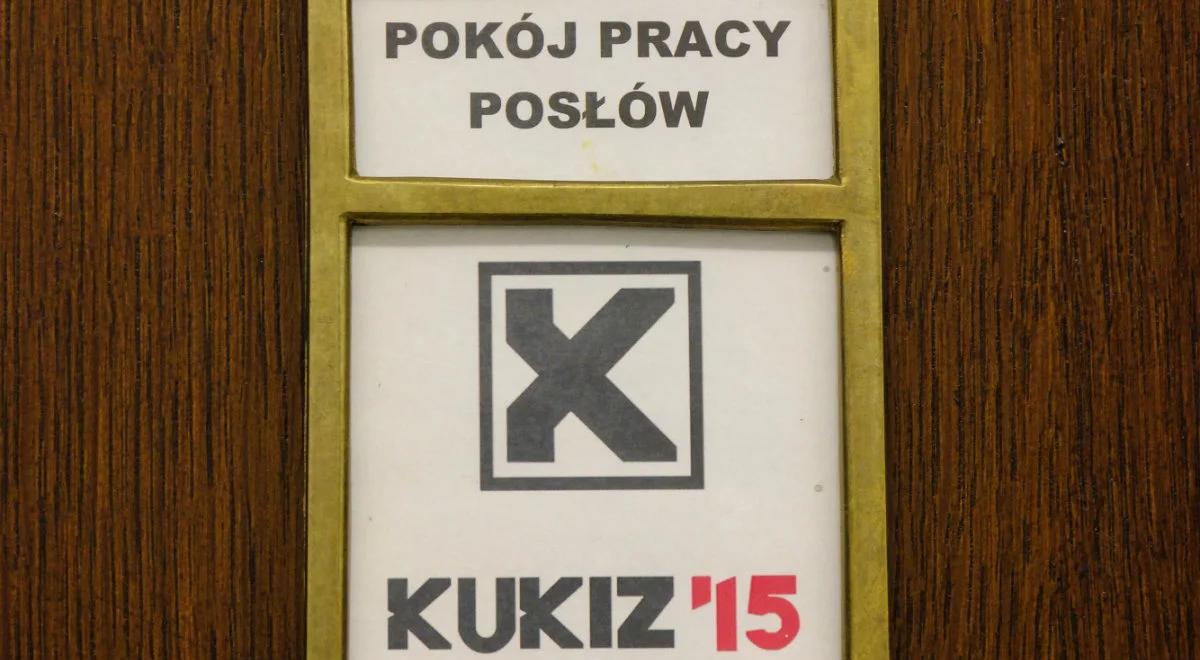 POKÓJ PRACY
POSŁÓW
K
KUKIZ '15